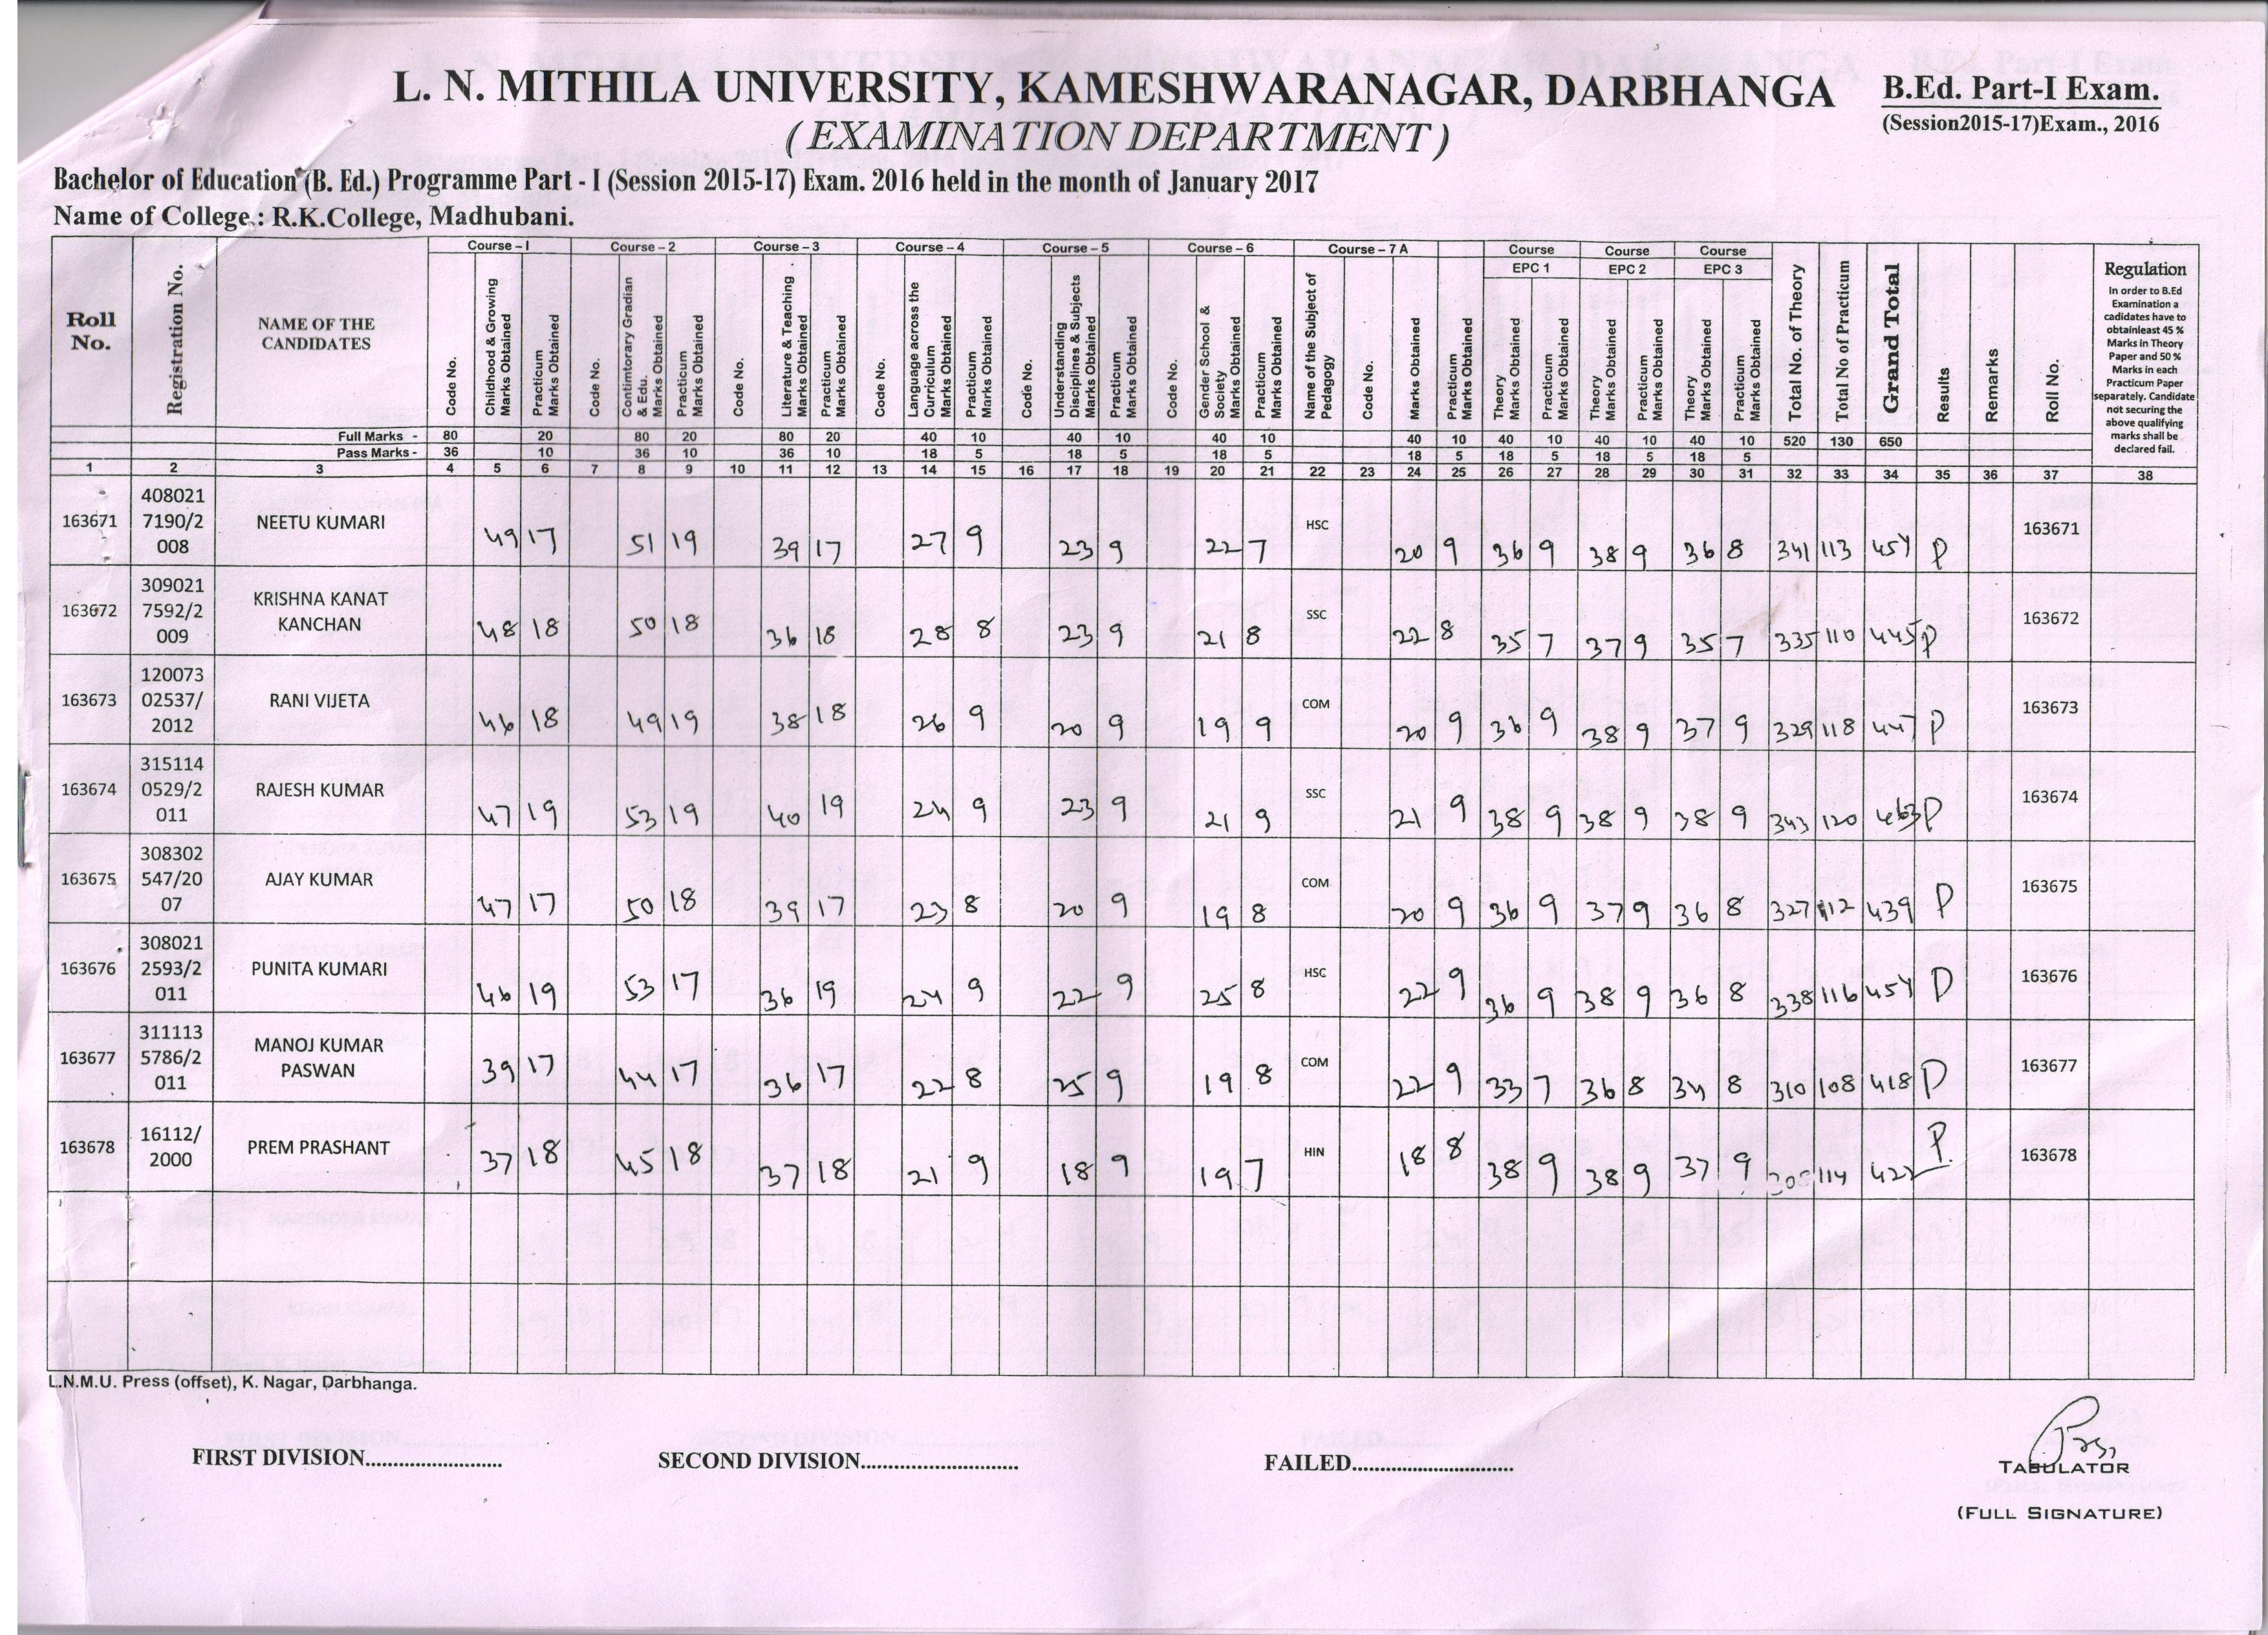 L. N. MITHILA UNIVERSITY, KAMESHWARANAGAR, DARBHANGA
B.Ed. Part-I Exam.
(Session2015-17)Exam., 2016
( EXAMINATION DEPARTMENT )
Bachelor of Education (B. Ed.) Programme Part - I (Session 2015-17) Exam. 2016 held in the month of January 2017
Name of College : R.K.College, Madhubani.
Roll No. Registration No. NAME OF THE CANDIDATES
Course – I Code No. Childhood & Growing Marks Obtained Practicum Marks Obtained
Course – 2 Code No. Contimtorary Gradian & Edu. Marks Obtained Practicum Marks Obtained
Course – 3 Code No. Literature & Teaching Marks Obtained Practicum Marks Obtained
Course – 4 Code No. Language across the Curriculum Marks Obtained Practicum Marks Obtained
Course – 5 Code No. Understanding Disciplines & Subjects Marks Obtained Practicum Marks Obtained
Course – 6 Code No. Gender School & Society Marks Obtained Practicum Marks Obtained
Course – 7 A Name of the Subject of Pedagogy Code No. Marks Obtained Practicum Marks Obtained
Course EPC 1 Theory Marks Obtained Practicum Marks Obtained
Course EPC 2 Theory Marks Obtained Practicum Marks Obtained
Course EPC 3 Theory Marks Obtained Practicum Marks Obtained
Total No. of Theory Total No of Practicum Grand Total Results Remarks Roll No.
Regulation
In order to B.Ed
Examination a
cadidates have to
obtainleast 45 %
Marks in Theory
Paper and 50 %
Marks in each
Practicum Paper
separately. Candidate
not securing the
above qualifying
marks shall be
declared fail.
Full Marks - 80 20 80 20 80 20 40 10 40 10 40 10 40 10 40 10 40 10 40 10 520 130 650
Pass Marks - 36 10 36 10 36 10 18 5 18 5 18 5 18 5 18 5 18 5 18 5
1 2 3 4 5 6 7 8 9 10 11 12 13 14 15 16 17 18 19 20 21 22 23 24 25 26 27 28 29 30 31 32 33 34 35 36 37 38
163671 408021 7190/2 008 NEETU KUMARI 49 17 51 19 39 17 27 9 23 9 22 7 HSC 20 9 36 9 38 9 36 8 341 113 454 P 163671
163672 309021 7592/2 009 KRISHNA KANAT KANCHAN 48 18 50 18 36 18 28 8 23 9 21 8 SSC 22 8 35 7 37 9 35 7 335 110 445 P 163672
163673 120073 02537/ 2012 RANI VIJETA 46 18 49 19 38 18 26 9 20 9 19 9 COM 20 9 36 9 38 9 37 9 329 118 447 P 163673
163674 315114 0529/2 011 RAJESH KUMAR 47 19 53 19 40 19 24 9 23 9 21 9 SSC 21 9 38 9 38 9 38 9 343 120 463 P 163674
163675 308302 547/20 07 AJAY KUMAR 47 17 50 18 39 17 23 8 20 9 19 8 COM 20 9 36 9 37 9 36 8 327 112 439 P 163675
163676 308021 2593/2 011 PUNITA KUMARI 46 19 53 17 36 19 24 9 22 9 25 8 HSC 22 9 36 9 38 9 36 8 338 116 454 P 163676
163677 311113 5786/2 011 MANOJ KUMAR PASWAN 39 17 44 17 36 17 22 8 25 9 19 8 COM 22 9 33 7 36 8 34 8 310 108 418 P 163677
163678 16112/ 2000 PREM PRASHANT 37 18 45 18 37 18 21 9 18 9 19 7 HIN 18 8 38 9 38 9 37 9 114 422 P. 163678
L.N.M.U. Press (offset), K. Nagar, Darbhanga.
FIRST DIVISION......................... SECOND DIVISION............................ FAILED.............................
TABULATOR
(FULL SIGNATURE)